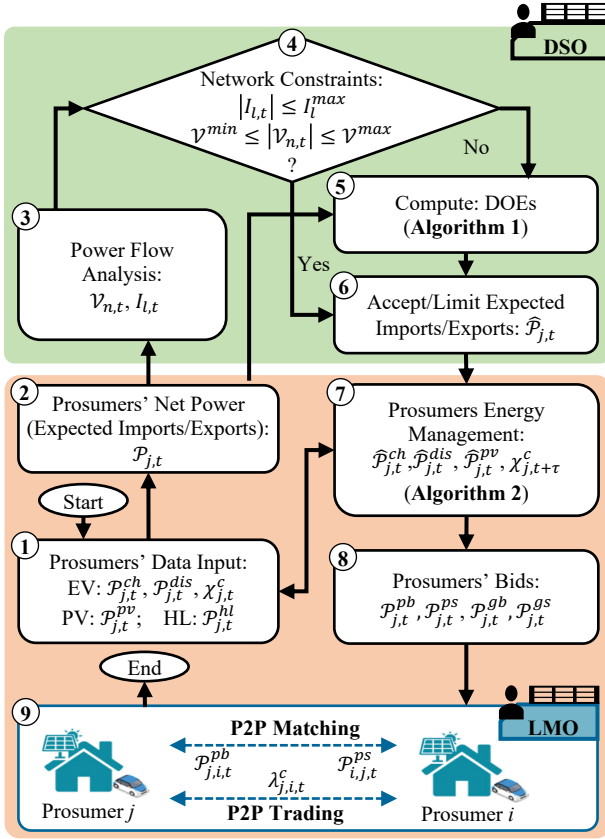 DSO
4
Network Constraints:
|I_{l,t}| ≤ I_l^{max}
𝒱^{min} ≤ |𝒱_{n,t}| ≤ 𝒱^{max}
?
No
Yes
3
Power Flow
Analysis:
𝒱_{n,t}, I_{l,t}
5
Compute: DOEs
(Algorithm 1)
6
Accept/Limit Expected
Imports/Exports: 𝒫̂_{j,t}
2
Prosumers’ Net Power
(Expected Imports/Exports):
𝒫_{j,t}
7
Prosumers Energy
Management:
𝒫̂_{j,t}^{ch}, 𝒫̂_{j,t}^{dis}, 𝒫̂_{j,t}^{pv}, χ_{j,t+τ}^{c}
(Algorithm 2)
Start
1
Prosumers’ Data Input:
EV: 𝒫_{j,t}^{ch}, 𝒫_{j,t}^{dis}, χ_{j,t}^{c}
PV: 𝒫_{j,t}^{pv}; HL: 𝒫_{j,t}^{hl}
8
Prosumers’ Bids:
𝒫_{j,t}^{pb}, 𝒫_{j,t}^{ps}, 𝒫_{j,t}^{gb}, 𝒫_{j,t}^{gs}
End
9
LMO
P2P Matching
𝒫_{j,i,t}^{pb} 𝒫_{i,j,t}^{ps}
λ_{j,i,t}^{c}
P2P Trading
Prosumer j
Prosumer i